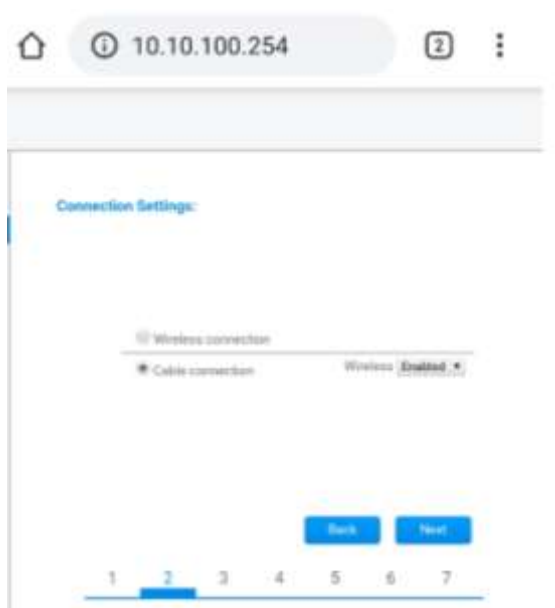 10.10.100.254
2
Connection Settings:
Wireless connection
Cable connection Wireless Enabled
Back Next
1 2 3 4 5 6 7